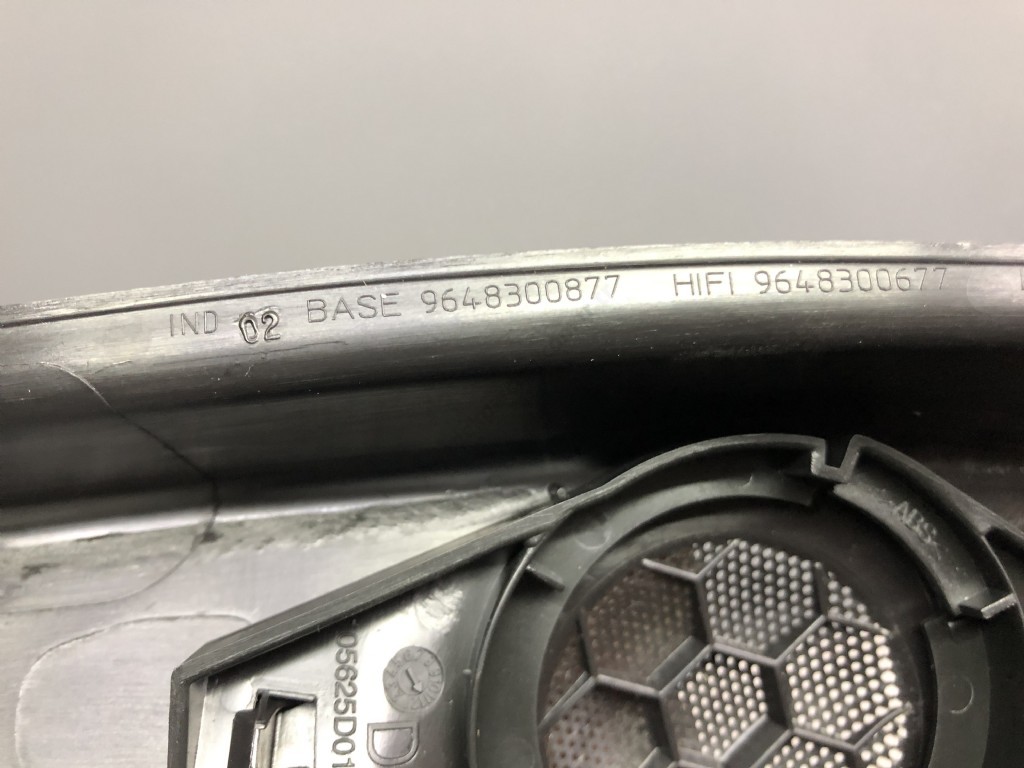 IND 02 BASE 9648300877 HIFI 9648300677
>ABS<
05625D01
D